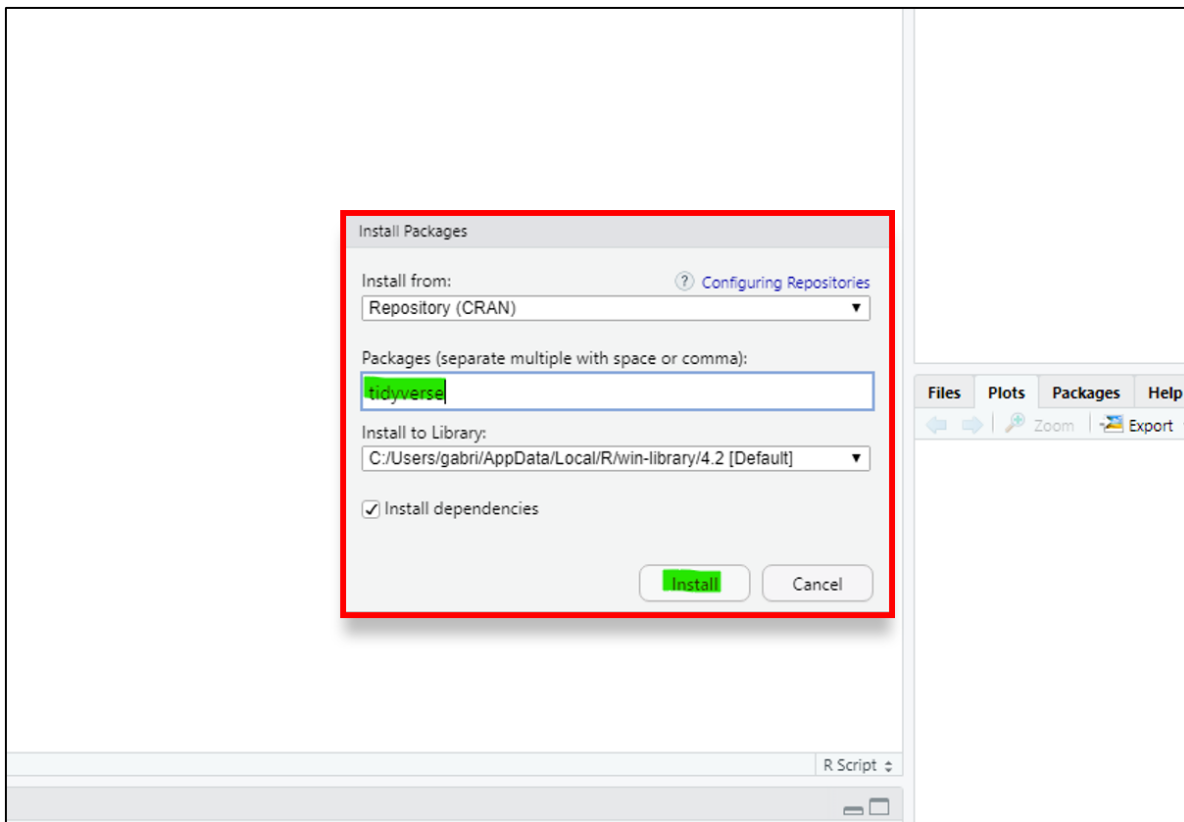 Install Packages
Install from:
? Configuring Repositories
Repository (CRAN)
Packages (separate multiple with space or comma):
tidyverse
Install to Library:
C:/Users/gabri/AppData/Local/R/win-library/4.2 [Default]
Install dependencies
Install Cancel
Files Plots Packages Help
Zoom Export
R Script